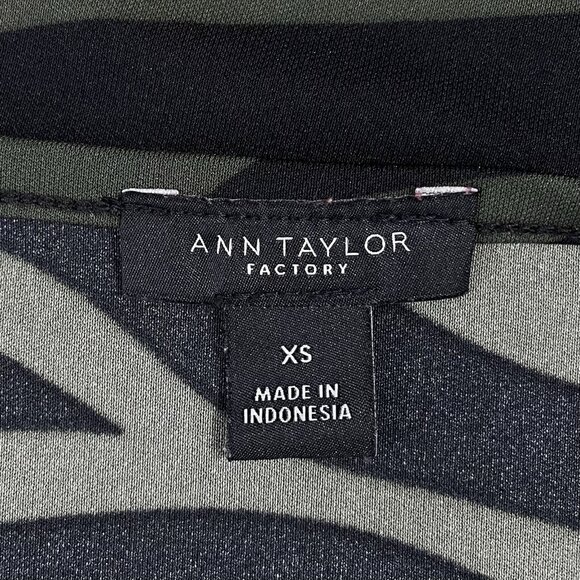 ANN TAYLOR
FACTORY
XS
MADE IN
INDONESIA